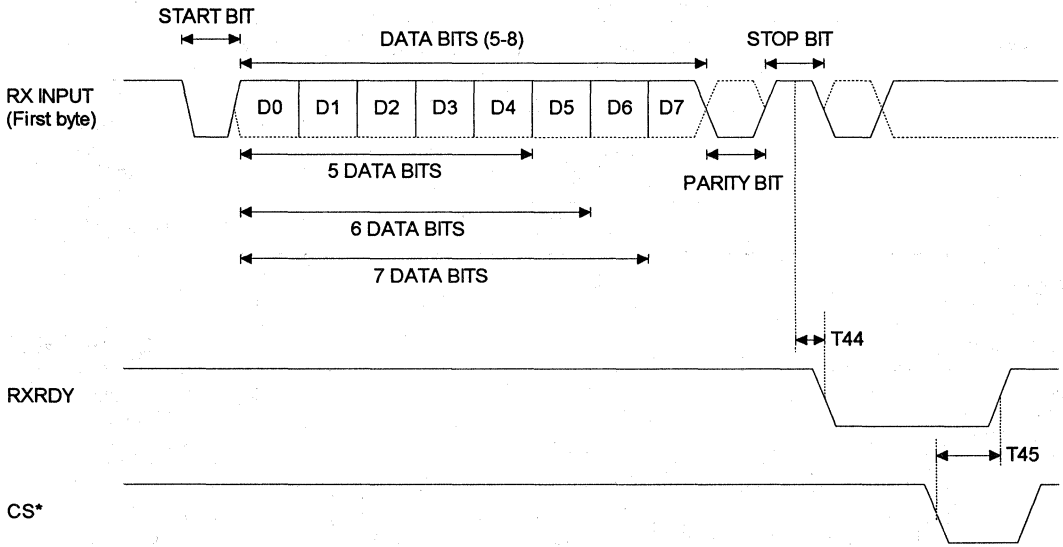 START BIT
DATA BITS (5-8)
STOP BIT
RX INPUT
(First byte)
D0 D1 D2 D3 D4 D5 D6 D7
5 DATA BITS
PARITY BIT
6 DATA BITS
7 DATA BITS
T44
RXRDY
T45
CS*